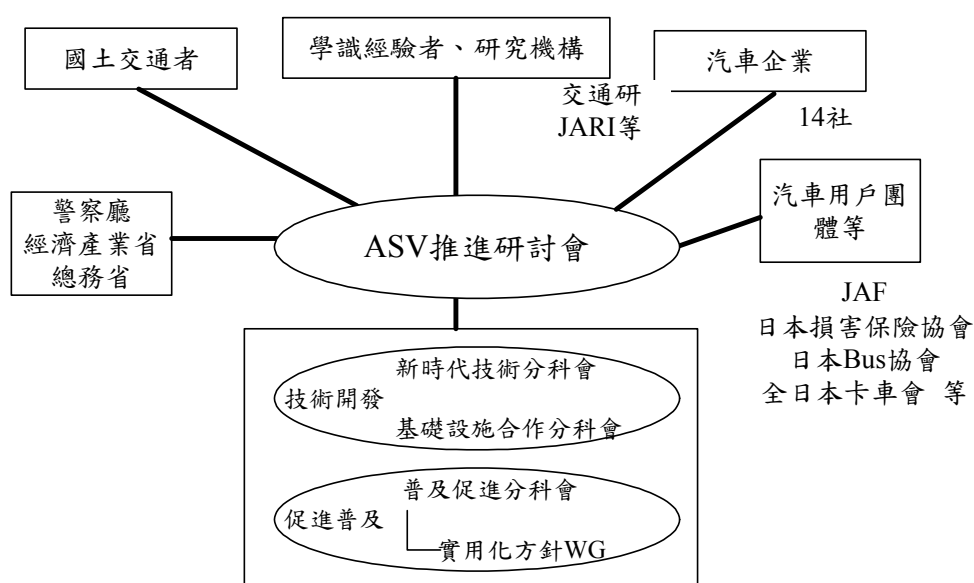 國土交通者
學識經驗者、研究機構
汽車企業
交通研
JARI等
14社
警察廳
經濟產業省
總務省
ASV推進研討會
汽車用戶團
體等
JAF
日本損害保險協會
日本Bus協會
全日本卡車會 等
新時代技術分科會
技術開發
基礎設施合作分科會
普及促進分科會
促進普及
實用化方針WG